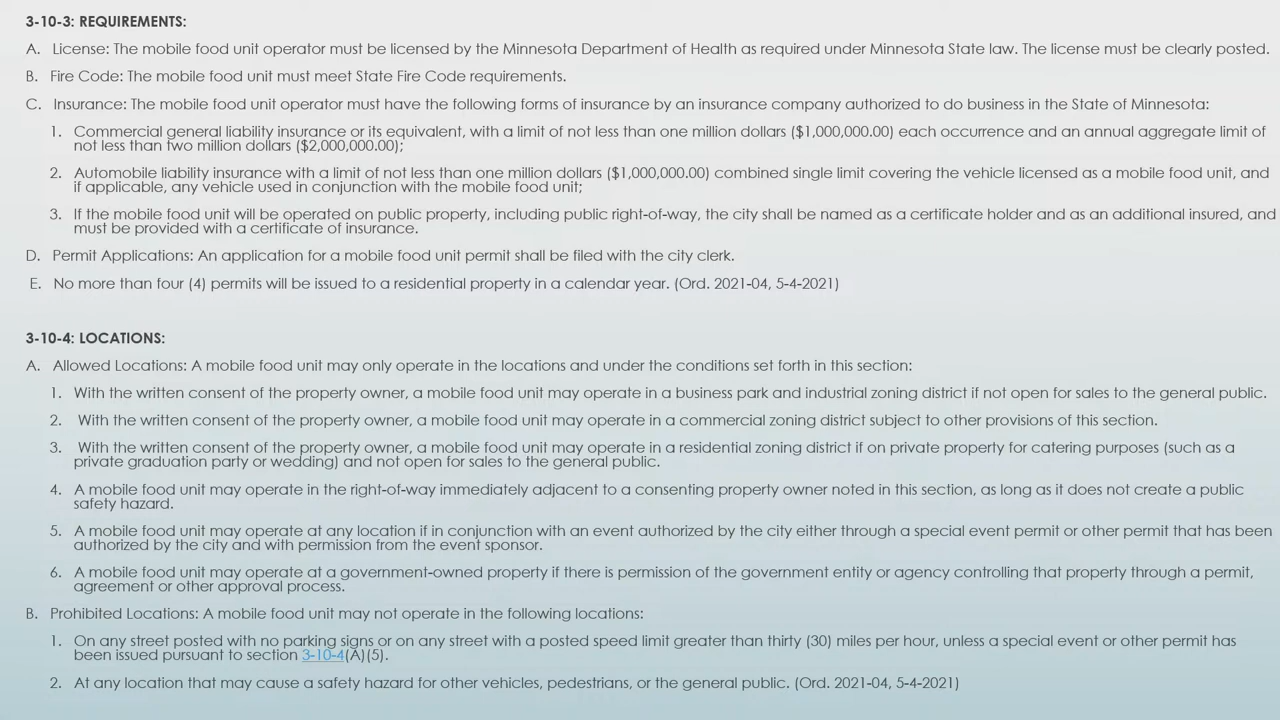 3-10-3: REQUIREMENTS:
A. License: The mobile food unit operator must be licensed by the Minnesota Department of Health as required under Minnesota State law. The license must be clearly posted.
B. Fire Code: The mobile food unit must meet State Fire Code requirements.
C. Insurance: The mobile food unit operator must have the following forms of insurance by an insurance company authorized to do business in the State of Minnesota:
1. Commercial general liability insurance or its equivalent, with a limit of not less than one million dollars ($1,000,000.00) each occurrence and an annual aggregate limit of
not less than two million dollars ($2,000,000.00);
2. Automobile liability insurance with a limit of not less than one million dollars ($1,000,000.00) combined single limit covering the vehicle licensed as a mobile food unit, and
if applicable, any vehicle used in conjunction with the mobile food unit;
3. If the mobile food unit will be operated on public property, including public right-of-way, the city shall be named as a certificate holder and as an additional insured, and
must be provided with a certificate of insurance.
D. Permit Applications: An application for a mobile food unit permit shall be filed with the city clerk.
E. No more than four (4) permits will be issued to a residential property in a calendar year. (Ord. 2021-04, 5-4-2021)
3-10-4: LOCATIONS:
A. Allowed Locations: A mobile food unit may only operate in the locations and under the conditions set forth in this section:
1. With the written consent of the property owner, a mobile food unit may operate in a business park and industrial zoning district if not open for sales to the general public.
2. With the written consent of the property owner, a mobile food unit may operate in a commercial zoning district subject to other provisions of this section.
3. With the written consent of the property owner, a mobile food unit may operate in a residential zoning district if on private property for catering purposes (such as a
private graduation party or wedding) and not open for sales to the general public.
4. A mobile food unit may operate in the right-of-way immediately adjacent to a consenting property owner noted in this section, as long as it does not create a public
safety hazard.
5. A mobile food unit may operate at any location if in conjunction with an event authorized by the city either through a special event permit or other permit that has been
authorized by the city and with permission from the event sponsor.
6. A mobile food unit may operate at a government-owned property if there is permission of the government entity or agency controlling that property through a permit,
agreement or other approval process.
B. Prohibited Locations: A mobile food unit may not operate in the following locations:
1. On any street posted with no parking signs or on any street with a posted speed limit greater than thirty (30) miles per hour, unless a special event or other permit has
been issued pursuant to section 3-10-4(A)(5).
2. At any location that may cause a safety hazard for other vehicles, pedestrians, or the general public. (Ord. 2021-04, 5-4-2021)